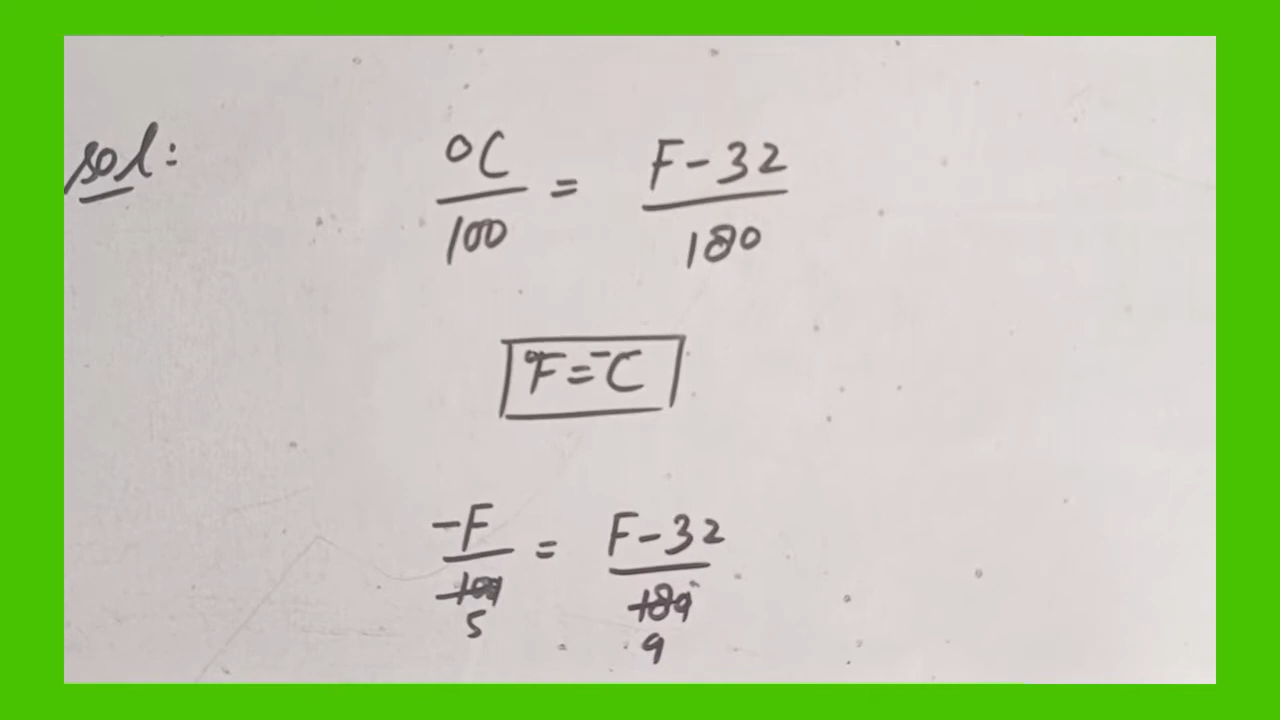 sol:
°C/100 = F-32/180
°F = -C
-F/100 = F-32/180
5 9